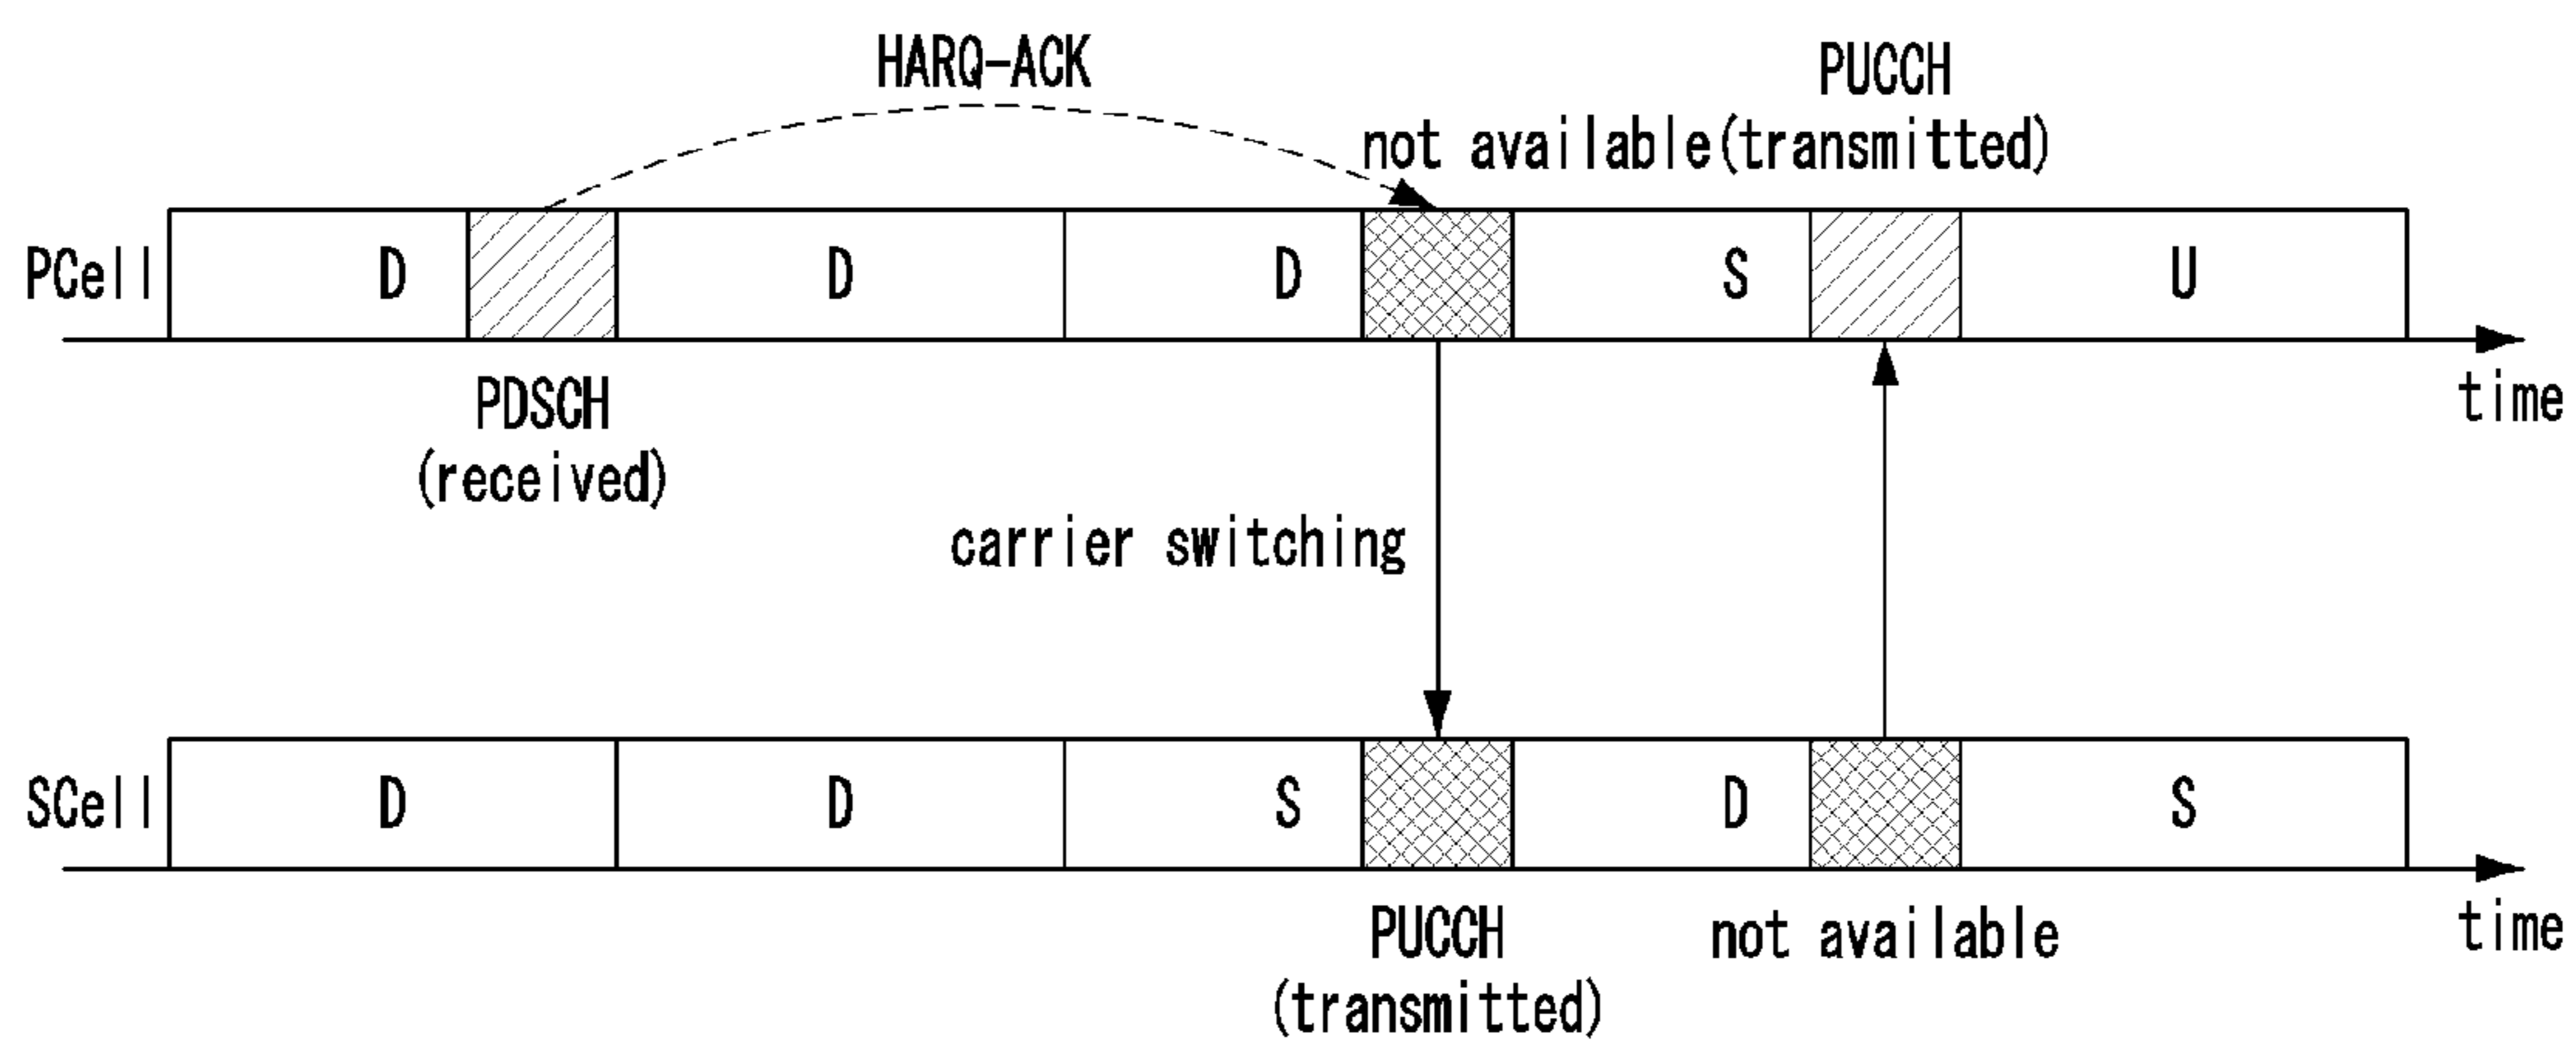 HARQ-ACK
PUCCH
not available(transmitted)
PCell D D D S U
time
PDSCH
(received)
carrier switching
SCell D D S D S
time
PUCCH
(transmitted)
not available